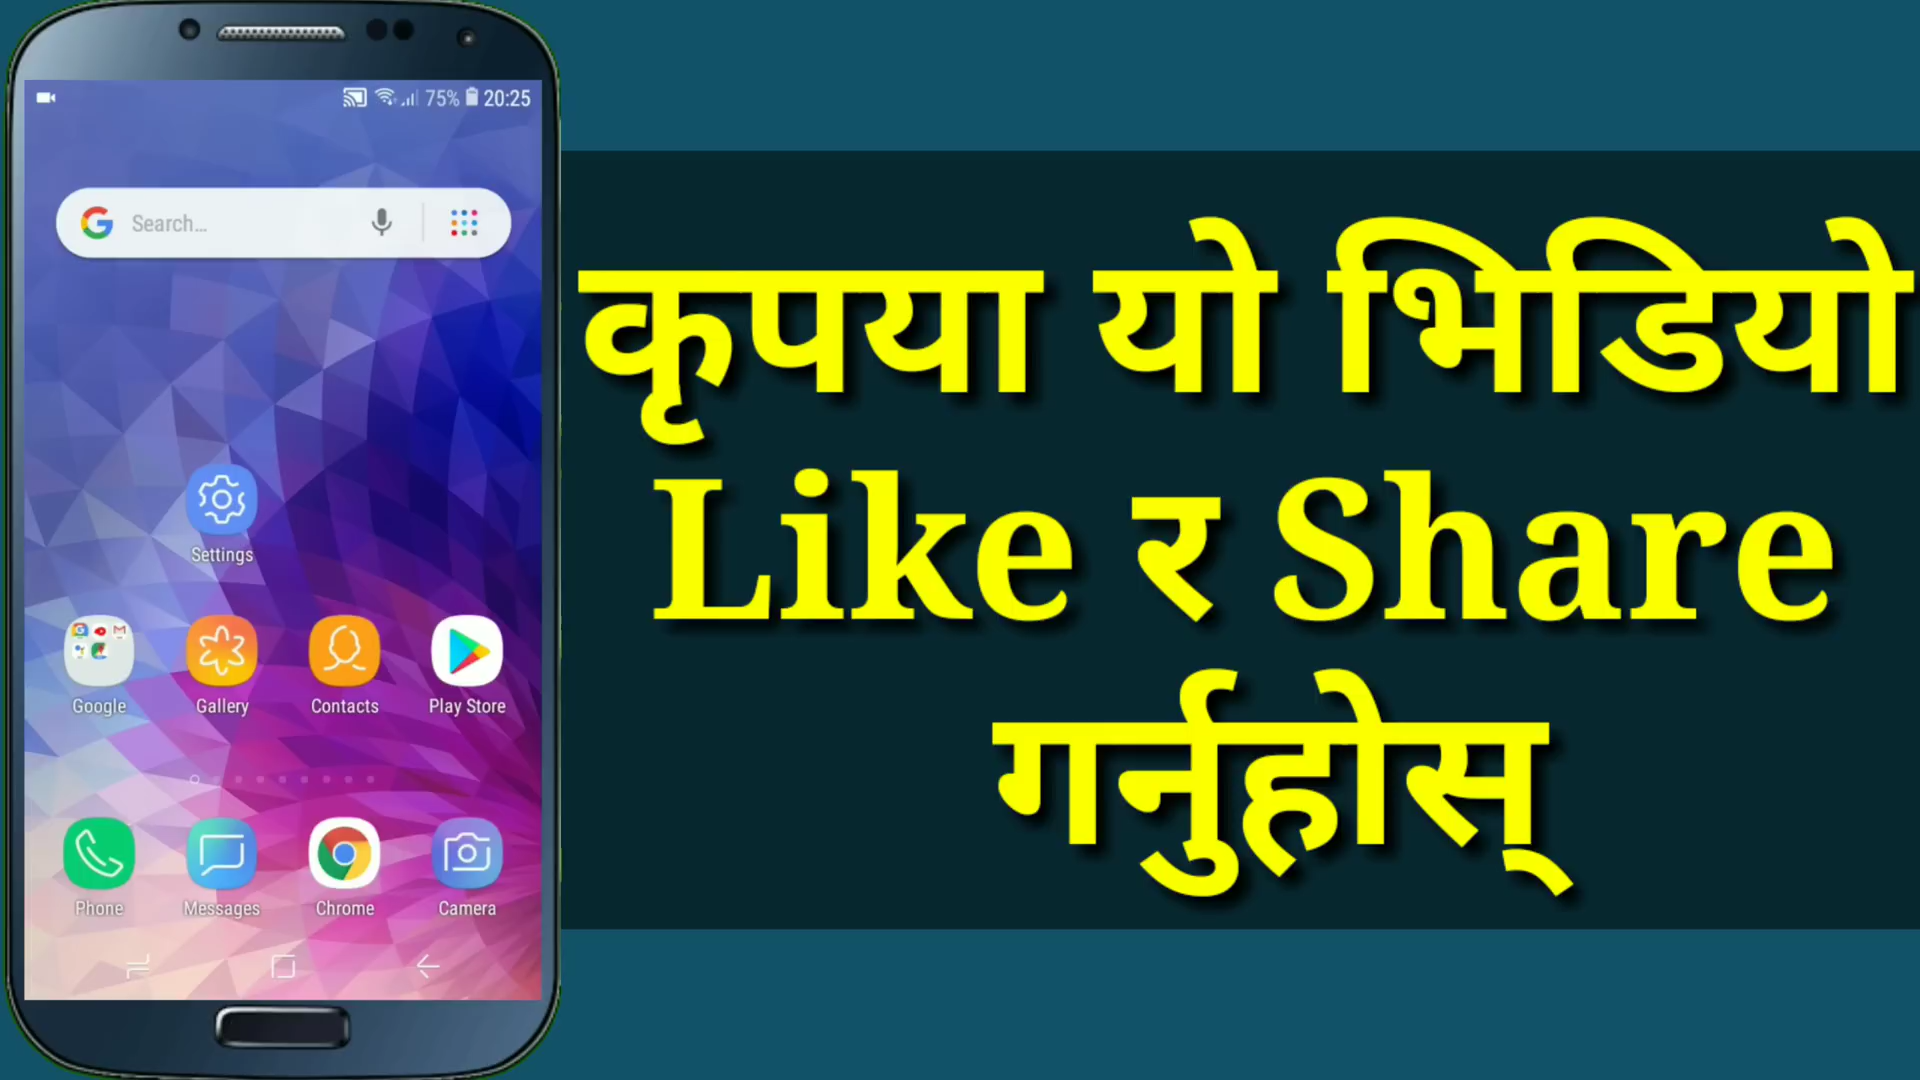 75% 20:25
Search...
Settings
Google Gallery Contacts Play Store
Phone Messages Chrome Camera
कृपया यो भिडियो
Like र Share
गर्नुहोस्